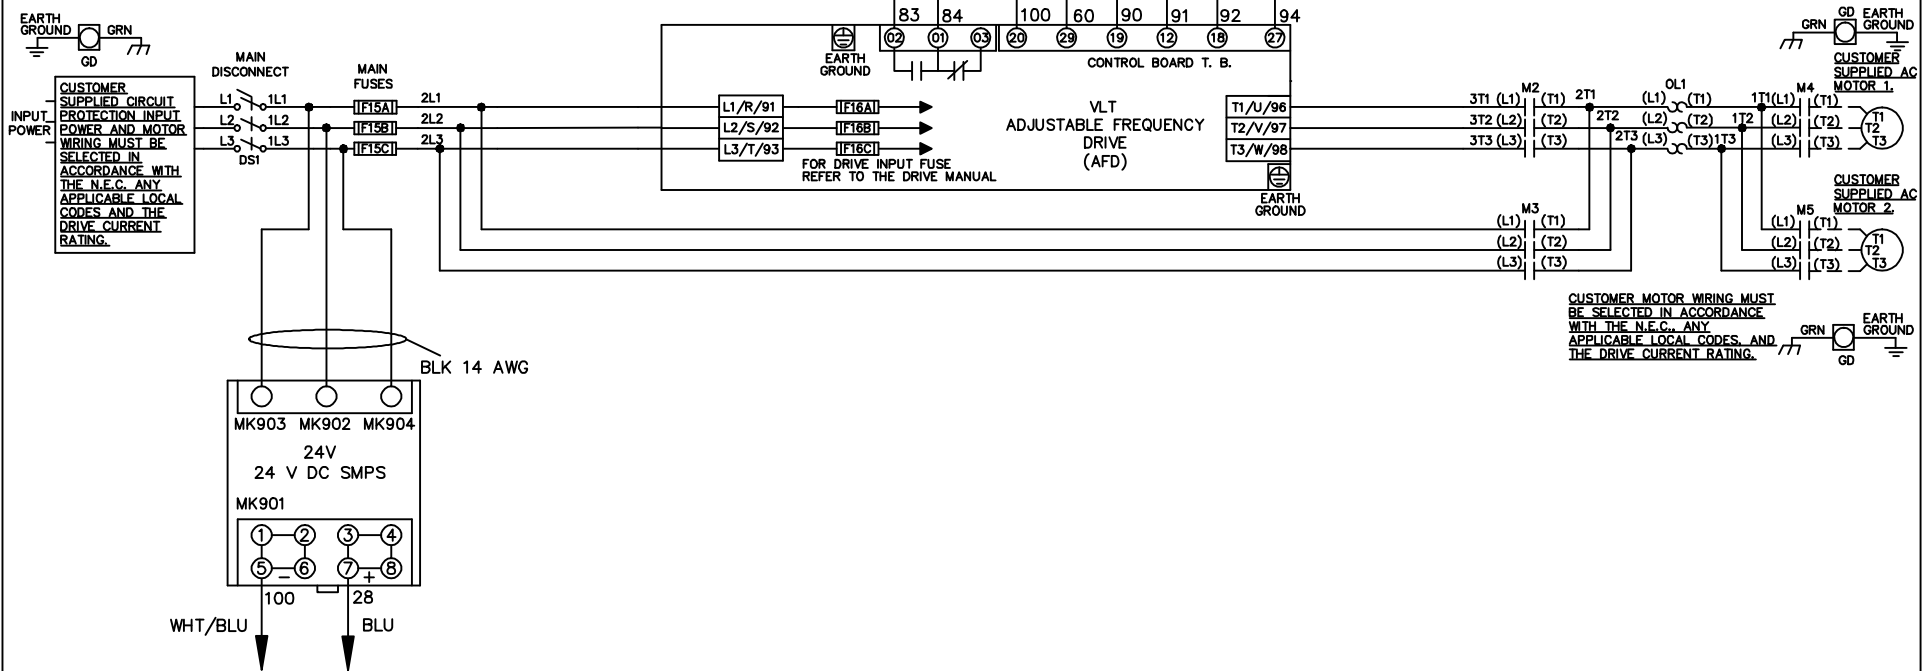 83 84 100 60 90 91 92 94
EARTH
GROUND
GRN
GD
02 01 03 20 29 19 12 18 27
EARTH
GROUND
CONTROL BOARD T. B.
GD
EARTH
GROUND
GRN
INPUT
POWER
CUSTOMER
SUPPLIED CIRCUIT
PROTECTION INPUT
POWER AND MOTOR
WIRING MUST BE
SELECTED IN
ACCORDANCE WITH
THE N.E.C. ANY
APPLICABLE LOCAL
CODES AND THE
DRIVE CURRENT
RATING.
MAIN
DISCONNECT
L1 1L1
L2 1L2
L3 1L3
DS1
MAIN
FUSES
F15A 2L1
F15B 2L2
F15C 2L3
L1/R/91 F16A
L2/S/92 F16B
L3/T/93 F16C
FOR DRIVE INPUT FUSE
REFER TO THE DRIVE MANUAL
VLT
ADJUSTABLE FREQUENCY
DRIVE
(AFD)
T1/U/96
T2/V/97
T3/W/98
EARTH
GROUND
M2
3T1 (L1) (T1) 2T1
3T2 (L2) (T2) 2T2
3T3 (L3) (T3) 2T3
OL1
(L1) (T1) 1T1
(L2) (T2) 1T2
(L3) (T3) 1T3
M4
(L1) (T1)
(L2) (T2)
(L3) (T3)
CUSTOMER
SUPPLIED AC
MOTOR 1.
T1
T2
T3
M3
(L1) (T1)
(L2) (T2)
(L3) (T3)
M5
(L1) (T1)
(L2) (T2)
(L3) (T3)
CUSTOMER
SUPPLIED AC
MOTOR 2.
T1
T2
T3
CUSTOMER MOTOR WIRING MUST
BE SELECTED IN ACCORDANCE
WITH THE N.E.C., ANY
APPLICABLE LOCAL CODES, AND
THE DRIVE CURRENT RATING.
GRN
EARTH
GROUND
GD
BLK 14 AWG
MK903 MK902 MK904
24V
24 V DC SMPS
MK901
1 2 3 4
5 6 7 8
- +
100 28
WHT/BLU BLU